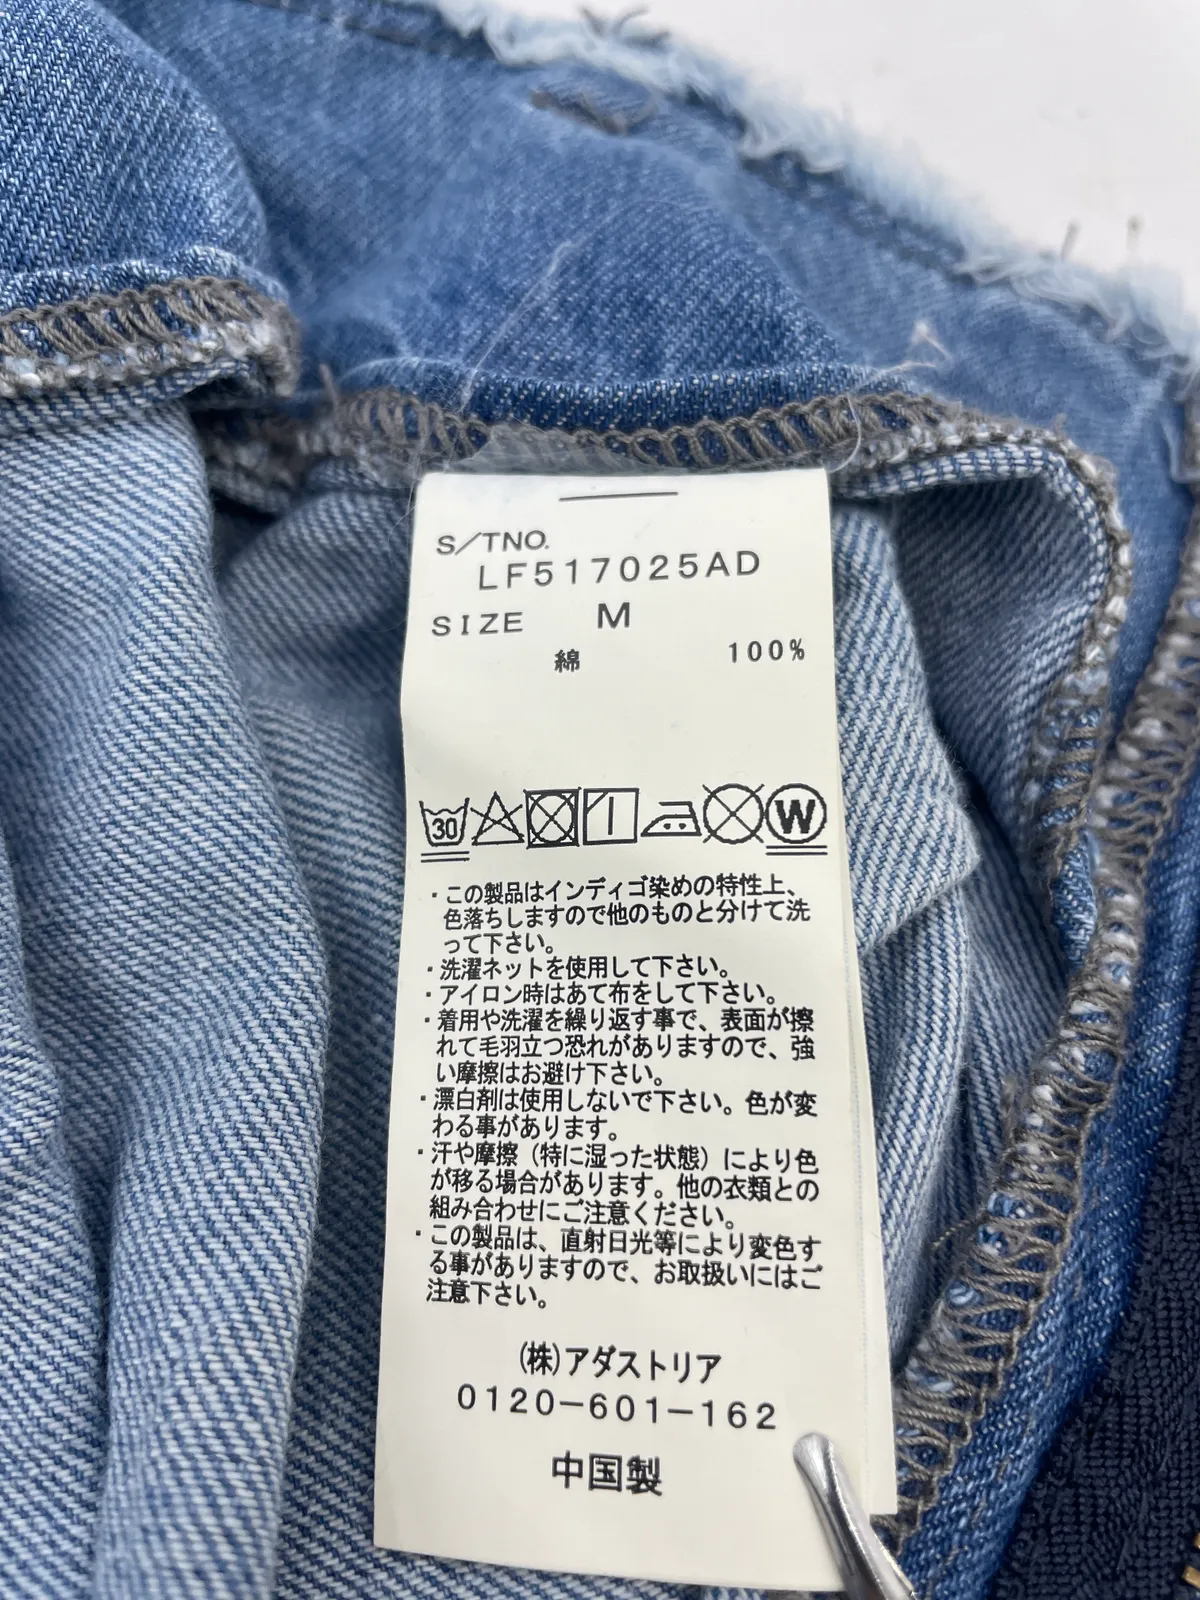 S/TNO.
LF517025AD
SIZE M
綿 100%
30
W
・この製品はインディゴ染めの特性上、
色落ちしますので他のものと分けて洗
って下さい。
・洗濯ネットを使用して下さい。
・アイロン時はあて布をして下さい。
・着用や洗濯を繰り返す事で、表面が擦
れて毛羽立つ恐れがありますので、強
い摩擦はお避け下さい。
・漂白剤は使用しないで下さい。色が変
わる事があります。
・汗や摩擦（特に湿った状態）により色
が移る場合があります。他の衣類との
組み合わせにご注意ください。
・この製品は、直射日光等により変色す
る事がありますので、お取扱いにはご
注意下さい。
(株)アダストリア
0120-601-162
中国製